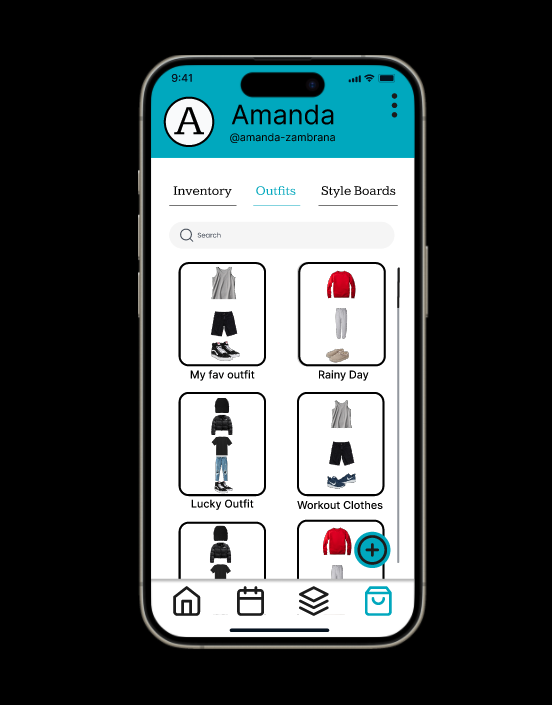 9:41
A
Amanda
@amanda-zambrana
Inventory Outfits Style Boards
Search
My fav outfit Rainy Day
Lucky Outfit Workout Clothes